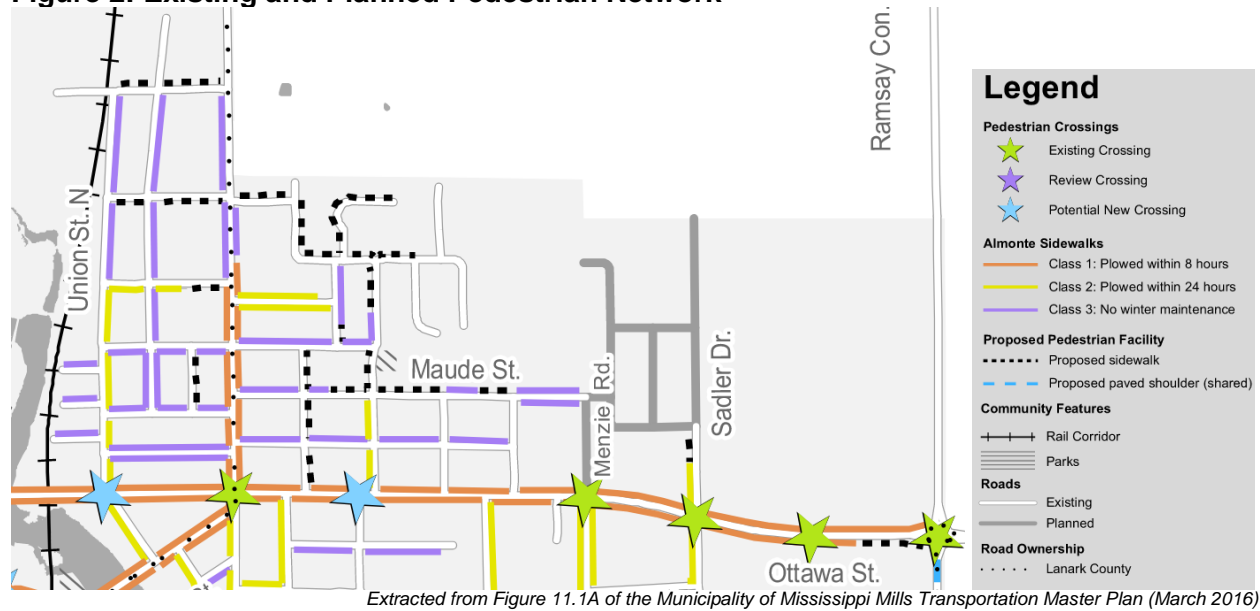 Figure 2: Existing and Planned Pedestrian Network
Ramsay Con.
Union St. N
Maude St.
Menzie Rd.
Sadler Dr.
Ottawa St.
Legend
Pedestrian Crossings
Existing Crossing
Review Crossing
Potential New Crossing
Almonte Sidewalks
Class 1: Plowed within 8 hours
Class 2: Plowed within 24 hours
Class 3: No winter maintenance
Proposed Pedestrian Facility
Proposed sidewalk
Proposed paved shoulder (shared)
Community Features
Rail Corridor
Parks
Roads
Existing
Planned
Road Ownership
Lanark County
Extracted from Figure 11.1A of the Municipality of Mississippi Mills Transportation Master Plan (March 2016)